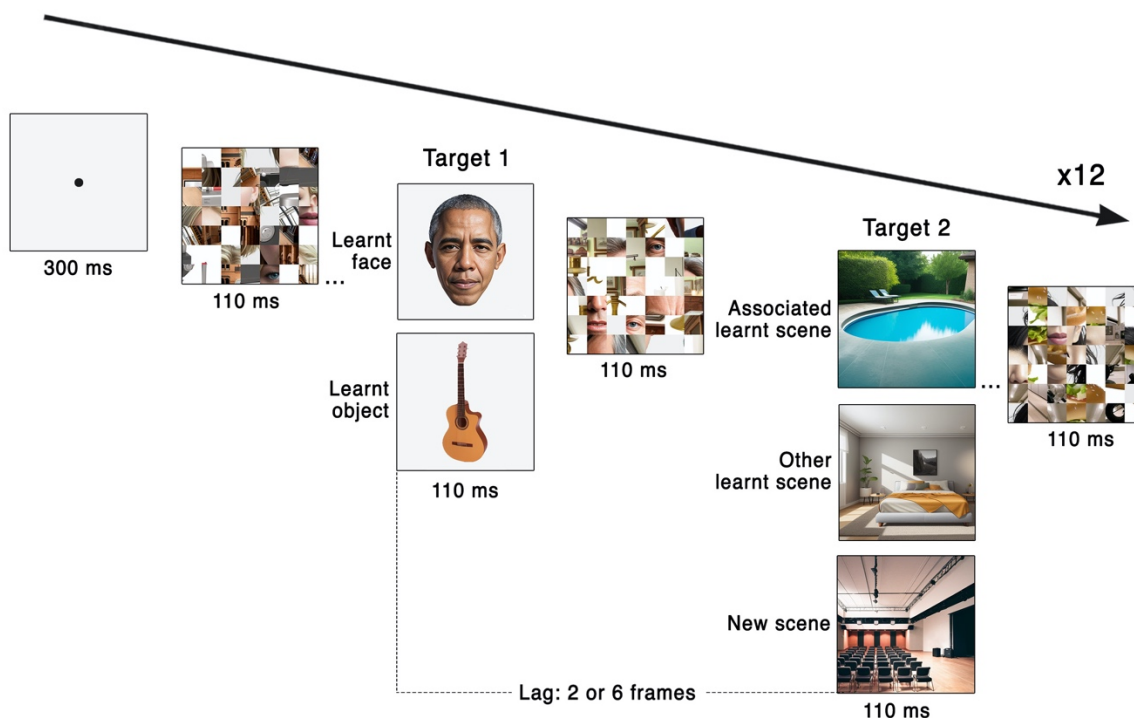 x12
Target 1
Target 2
300 ms
110 ms
...
Learnt
face
Learnt
object
110 ms
110 ms
Associated
learnt scene
Other
learnt scene
New scene
110 ms
...
110 ms
Lag: 2 or 6 frames